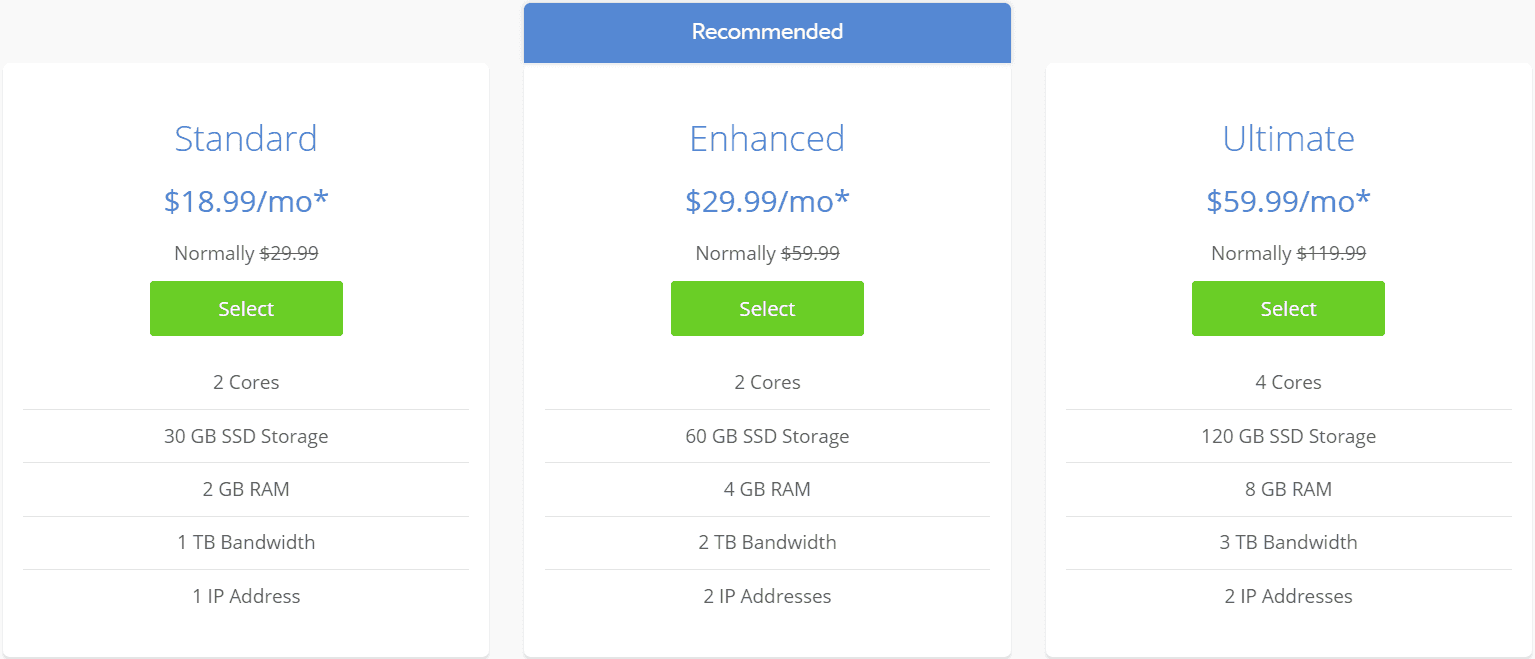 Recommended
Standard
$18.99/mo*
Normally $29.99
Select
2 Cores
30 GB SSD Storage
2 GB RAM
1 TB Bandwidth
1 IP Address
Enhanced
$29.99/mo*
Normally $59.99
Select
2 Cores
60 GB SSD Storage
4 GB RAM
2 TB Bandwidth
2 IP Addresses
Ultimate
$59.99/mo*
Normally $119.99
Select
4 Cores
120 GB SSD Storage
8 GB RAM
3 TB Bandwidth
2 IP Addresses